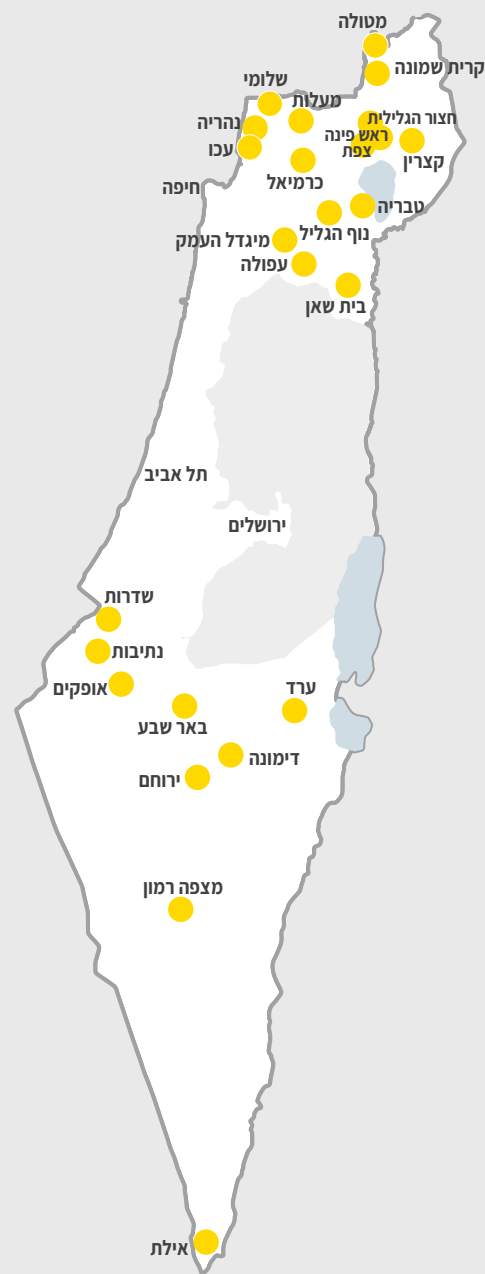 מטולה
קרית שמונה
שלומי
מעלות
חצור הגלילית
נהריה
ראש פינה
עכו
צפת
קצרין
כרמיאל
חיפה
טבריה
נוף הגליל
מיגדל העמק
עפולה
בית שאן
תל אביב
ירושלים
שדרות
נתיבות
אופקים
ערד
באר שבע
דימונה
ירוחם
מצפה רמון
אילת